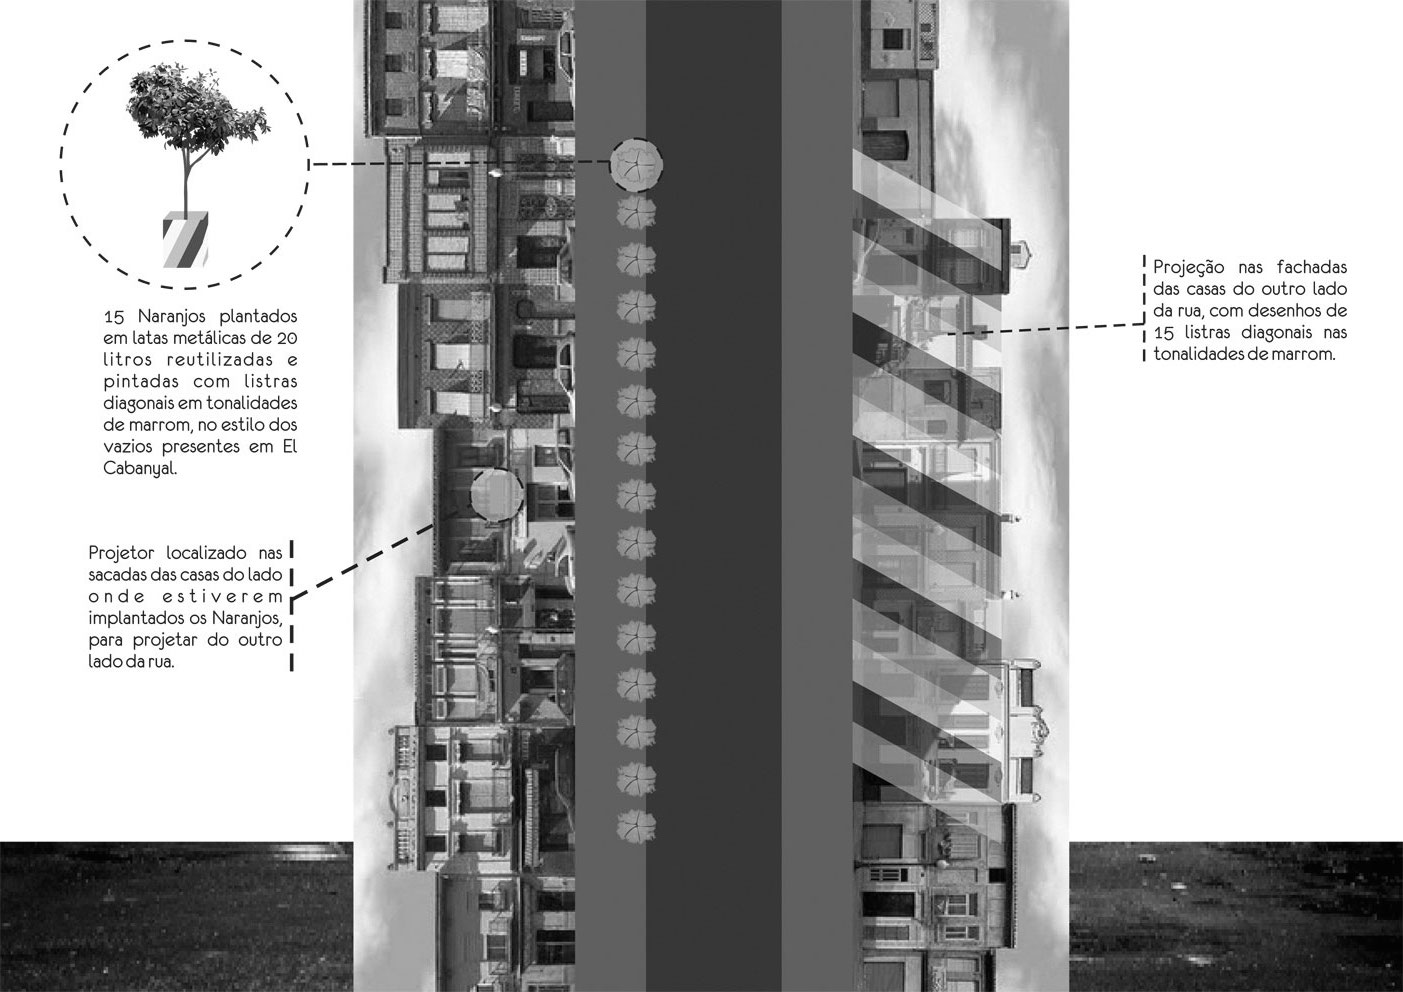 15 Naranjos plantados
em latas metálicas de 20
litros reutilizadas e
pintadas com listras
diagonais em tonalidades
de marrom, no estilo dos
vazios presentes em El
Cabanyal.
Projetor localizado nas
sacadas das casas do lado
onde estiverem
implantados os Naranjos,
para projetar do outro
lado da rua.
Projeção nas fachadas
das casas do outro lado
da rua, com desenhos de
15 listras diagonais nas
tonalidades de marrom.